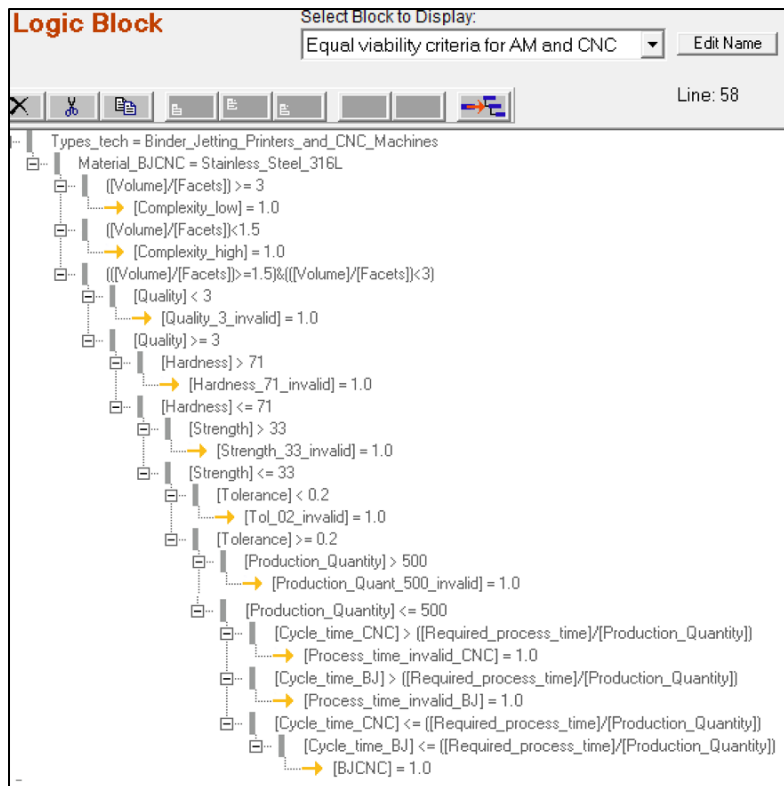 Logic Block
Select Block to Display:
Equal viability criteria for AM and CNC
Edit Name
Line: 58
Types_tech = Binder_Jetting_Printers_and_CNC_Machines
Material_BJCNC = Stainless_Steel_316L
([Volume]/[Facets]) >= 3
[Complexity_low] = 1.0
([Volume]/[Facets])<1.5
[Complexity_high] = 1.0
(([Volume]/[Facets])>=1.5)&(([Volume]/[Facets])<3)
[Quality] < 3
[Quality_3_invalid] = 1.0
[Quality] >= 3
[Hardness] > 71
[Hardness_71_invalid] = 1.0
[Hardness] <= 71
[Strength] > 33
[Strength_33_invalid] = 1.0
[Strength] <= 33
[Tolerance] < 0.2
[Tol_02_invalid] = 1.0
[Tolerance] >= 0.2
[Production_Quantity] > 500
[Production_Quant_500_invalid] = 1.0
[Production_Quantity] <= 500
[Cycle_time_CNC] > ([Required_process_time]/[Production_Quantity])
[Process_time_invalid_CNC] = 1.0
[Cycle_time_BJ] > ([Required_process_time]/[Production_Quantity])
[Process_time_invalid_BJ] = 1.0
[Cycle_time_CNC] <= ([Required_process_time]/[Production_Quantity])
[Cycle_time_BJ] <= ([Required_process_time]/[Production_Quantity])
[BJCNC] = 1.0